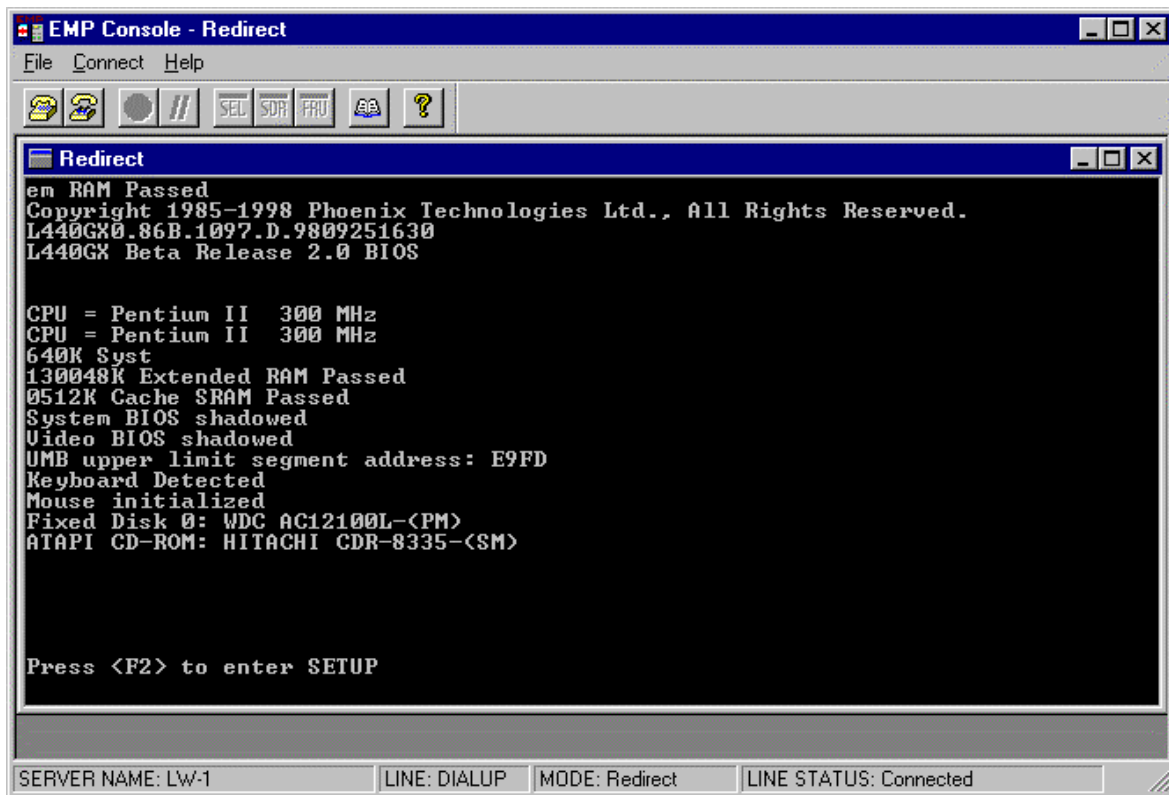 EMP Console - Redirect
File Connect Help
SEL SDR FRU
Redirect
em RAM Passed
Copyright 1985-1998 Phoenix Technologies Ltd., All Rights Reserved.
L440GX0.86B.1097.D.9809251630
L440GX Beta Release 2.0 BIOS
CPU = Pentium II 300 MHz
CPU = Pentium II 300 MHz
640K Syst
130048K Extended RAM Passed
0512K Cache SRAM Passed
System BIOS shadowed
Video BIOS shadowed
UMB upper limit segment address: E9FD
Keyboard Detected
Mouse initialized
Fixed Disk 0: WDC AC12100L-(PM)
ATAPI CD-ROM: HITACHI CDR-8335-(SM)
Press <F2> to enter SETUP
SERVER NAME: LW-1 LINE: DIALUP MODE: Redirect LINE STATUS: Connected